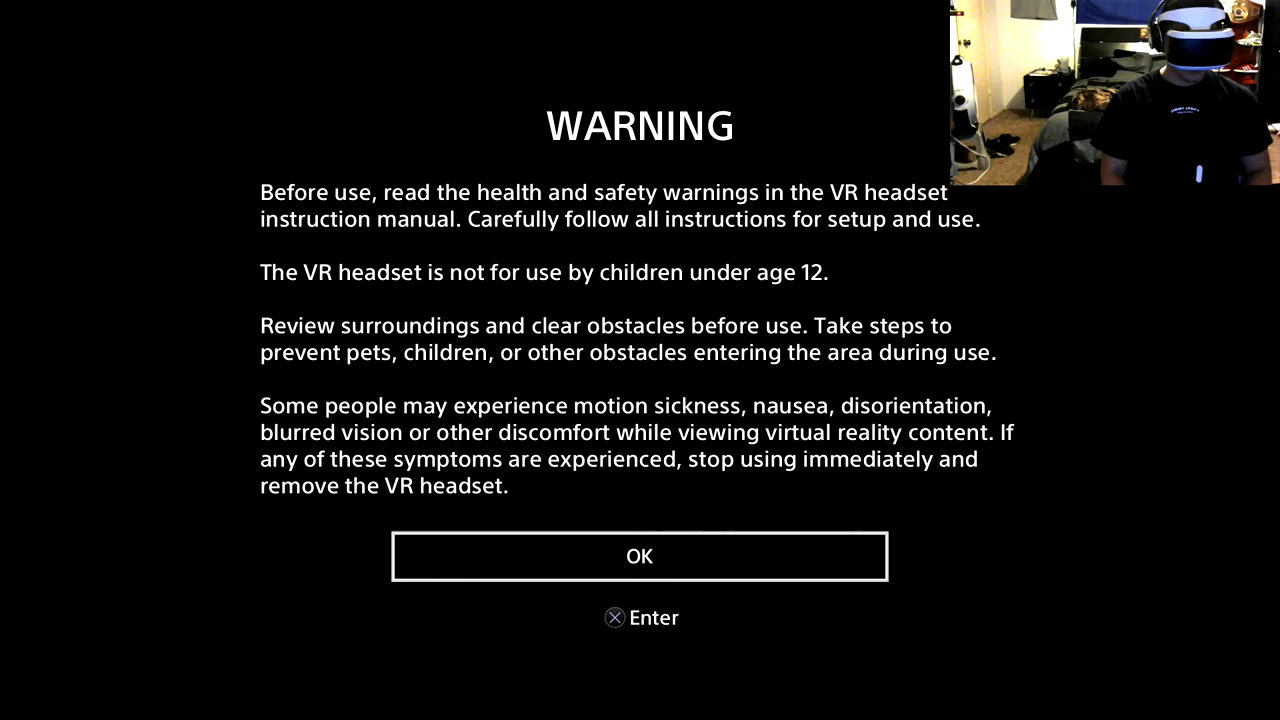 WARNING
Before use, read the health and safety warnings in the VR headset
instruction manual. Carefully follow all instructions for setup and use.
The VR headset is not for use by children under age 12.
Review surroundings and clear obstacles before use. Take steps to
prevent pets, children, or other obstacles entering the area during use.
Some people may experience motion sickness, nausea, disorientation,
blurred vision or other discomfort while viewing virtual reality content. If
any of these symptoms are experienced, stop using immediately and
remove the VR headset.
OK
Enter